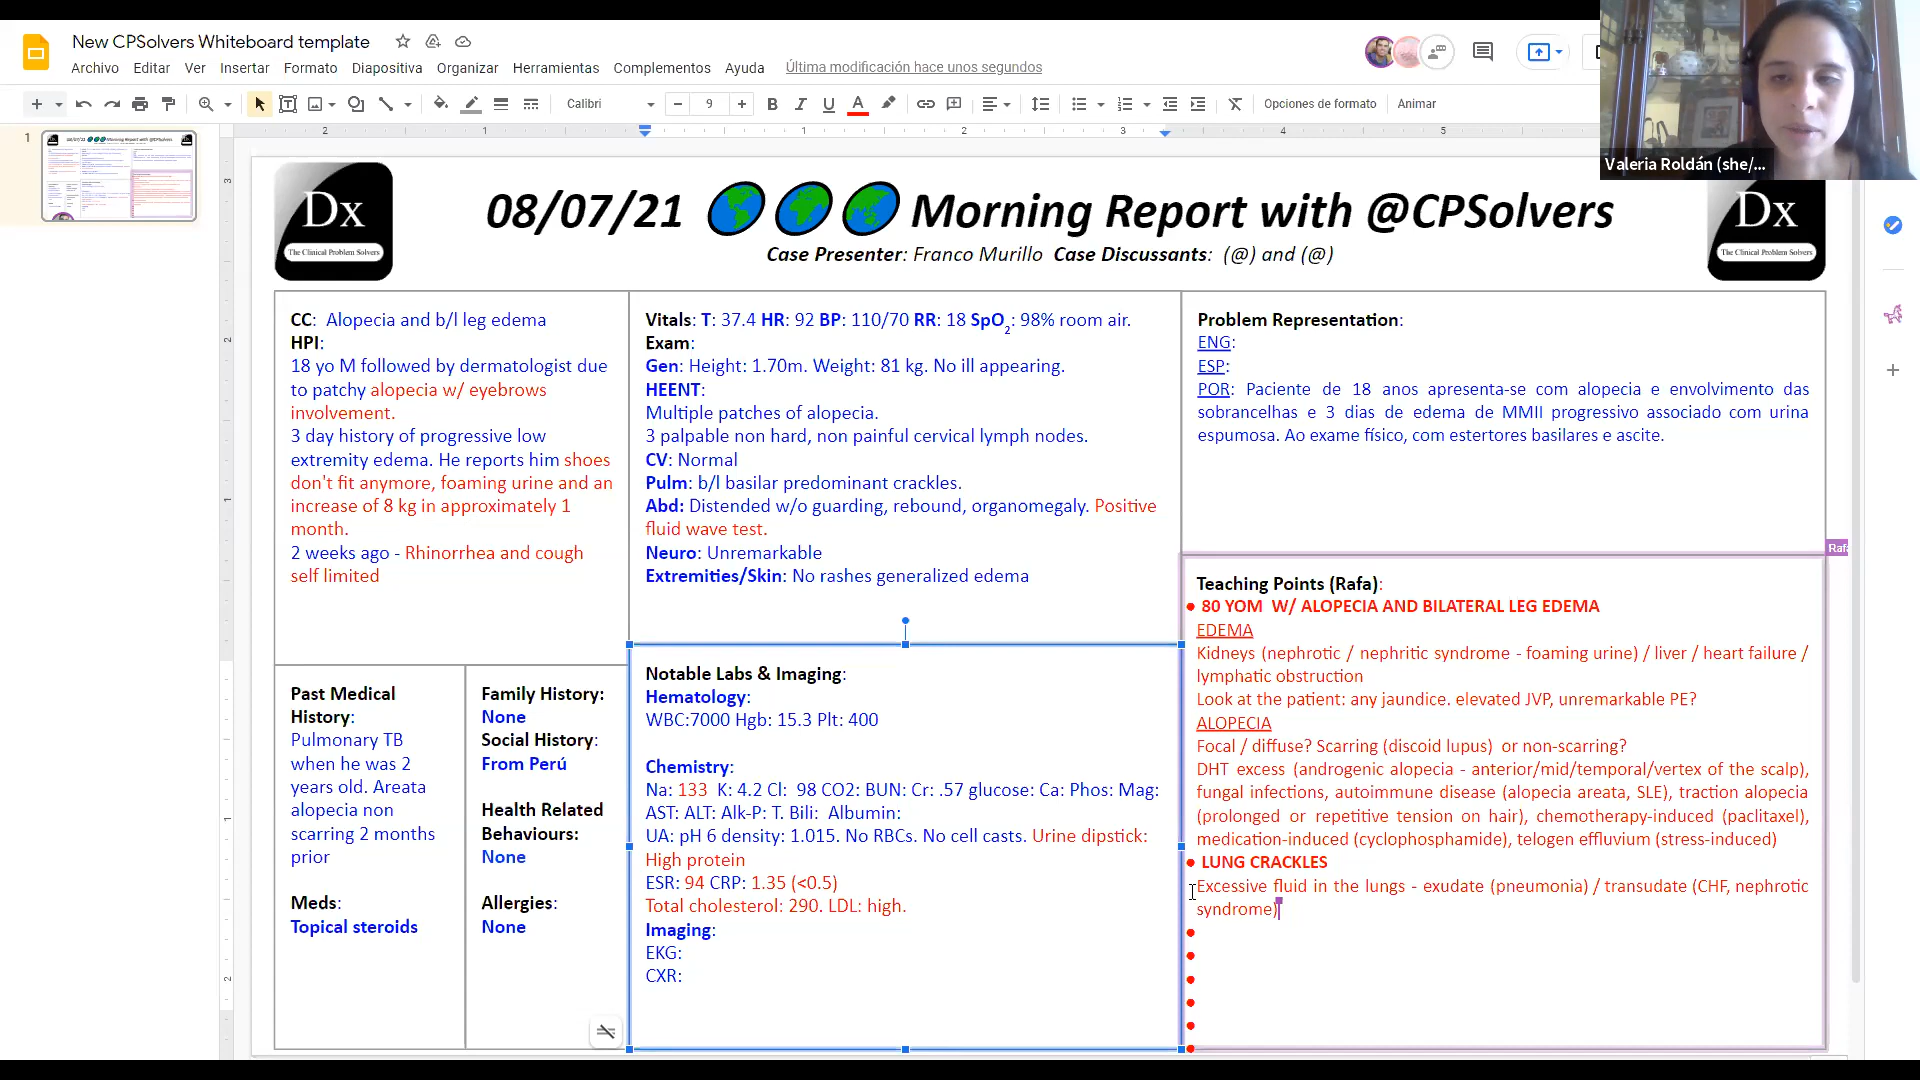 New CPSolvers Whiteboard template
Archivo Editar Ver Insertar Formato Diapositiva Organizar Herramientas Complementos Ayuda Última modificación hace unos segundos
Calibri 9 Opciones de formato Animar
Valeria Roldán (she/...
1
2 1 1 2 3 4 5
3
2
1
1
2
Dx
The Clinical Problem Solvers
08/07/21 Morning Report with @CPSolvers
Case Presenter: Franco Murillo Case Discussants: (@) and (@)
Dx
The Clinical Problem Solvers
CC: Alopecia and b/l leg edema
HPI:
18 yo M followed by dermatologist due
to patchy alopecia w/ eyebrows
involvement.
3 day history of progressive low
extremity edema. He reports him shoes
don't fit anymore, foaming urine and an
increase of 8 kg in approximately 1
month.
2 weeks ago - Rhinorrhea and cough
self limited
Vitals: T: 37.4 HR: 92 BP: 110/70 RR: 18 SpO2: 98% room air.
Exam:
Gen: Height: 1.70m. Weight: 81 kg. No ill appearing.
HEENT:
Multiple patches of alopecia.
3 palpable non hard, non painful cervical lymph nodes.
CV: Normal
Pulm: b/l basilar predominant crackles.
Abd: Distended w/o guarding, rebound, organomegaly. Positive
fluid wave test.
Neuro: Unremarkable
Extremities/Skin: No rashes generalized edema
Problem Representation:
ENG:
ESP:
POR: Paciente de 18 anos apresenta-se com alopecia e envolvimento das
sobrancelhas e 3 dias de edema de MMII progressivo associado com urina
espumosa. Ao exame físico, com estertores basilares e ascite.
Rafa
Past Medical
History:
Pulmonary TB
when he was 2
years old. Areata
alopecia non
scarring 2 months
prior
Meds:
Topical steroids
Family History:
None
Social History:
From Perú
Health Related
Behaviours:
None
Allergies:
None
Notable Labs & Imaging:
Hematology:
WBC:7000 Hgb: 15.3 Plt: 400
Chemistry:
Na: 133 K: 4.2 Cl: 98 CO2: BUN: Cr: .57 glucose: Ca: Phos: Mag:
AST: ALT: Alk-P: T. Bili: Albumin:
UA: pH 6 density: 1.015. No RBCs. No cell casts. Urine dipstick:
High protein
ESR: 94 CRP: 1.35 (<0.5)
Total cholesterol: 290. LDL: high.
Imaging:
EKG:
CXR:
Teaching Points (Rafa):
80 YOM W/ ALOPECIA AND BILATERAL LEG EDEMA
EDEMA
Kidneys (nephrotic / nephritic syndrome - foaming urine) / liver / heart failure /
lymphatic obstruction
Look at the patient: any jaundice. elevated JVP, unremarkable PE?
ALOPECIA
Focal / diffuse? Scarring (discoid lupus) or non-scarring?
DHT excess (androgenic alopecia - anterior/mid/temporal/vertex of the scalp),
fungal infections, autoimmune disease (alopecia areata, SLE), traction alopecia
(prolonged or repetitive tension on hair), chemotherapy-induced (paclitaxel),
medication-induced (cyclophosphamide), telogen effluvium (stress-induced)
LUNG CRACKLES
Excessive fluid in the lungs - exudate (pneumonia) / transudate (CHF, nephrotic
syndrome)